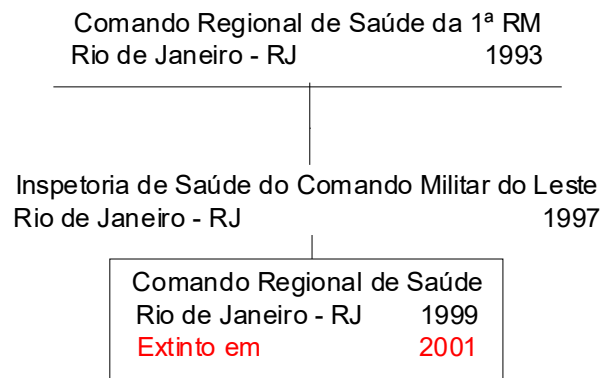 Comando Regional de Saúde da 1ª RM
Rio de Janeiro - RJ 1993
Inspetoria de Saúde do Comando Militar do Leste
Rio de Janeiro - RJ 1997
Comando Regional de Saúde
Rio de Janeiro - RJ 1999
Extinto em 2001